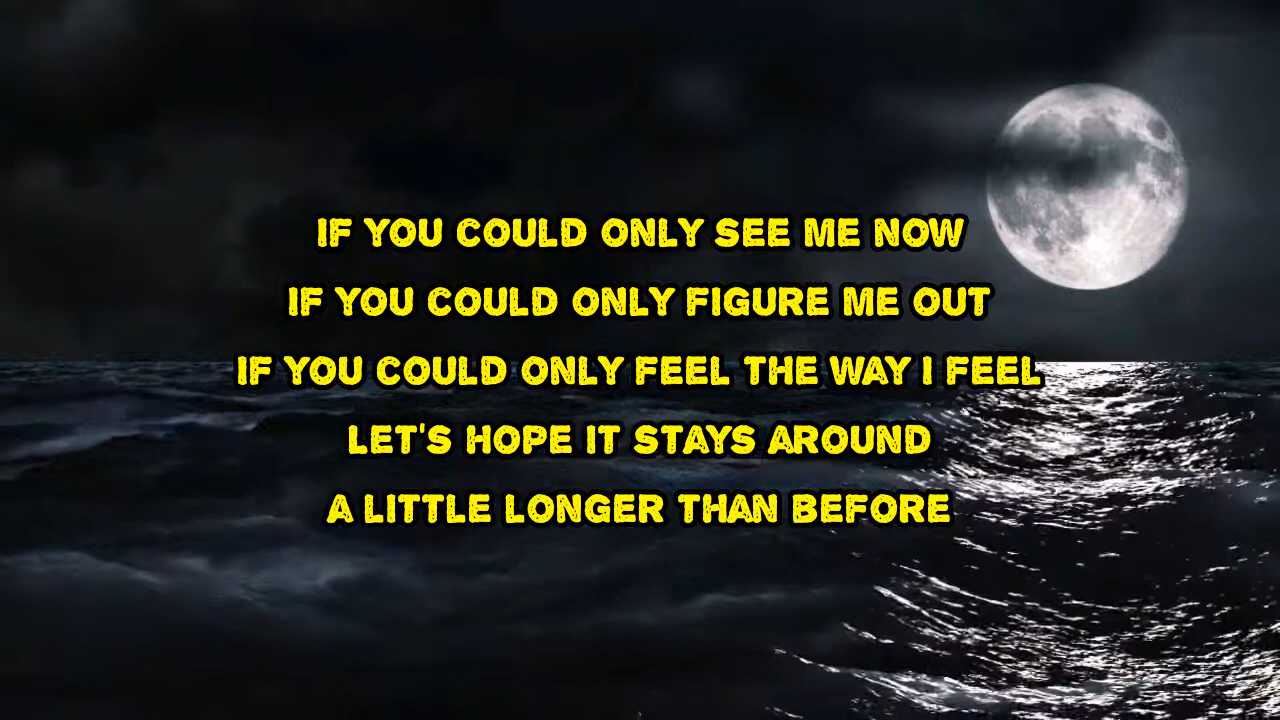 IF YOU COULD ONLY SEE ME NOW
IF YOU COULD ONLY FIGURE ME OUT
IF YOU COULD ONLY FEEL THE WAY I FEEL
LET'S HOPE IT STAYS AROUND
A LITTLE LONGER THAN BEFORE